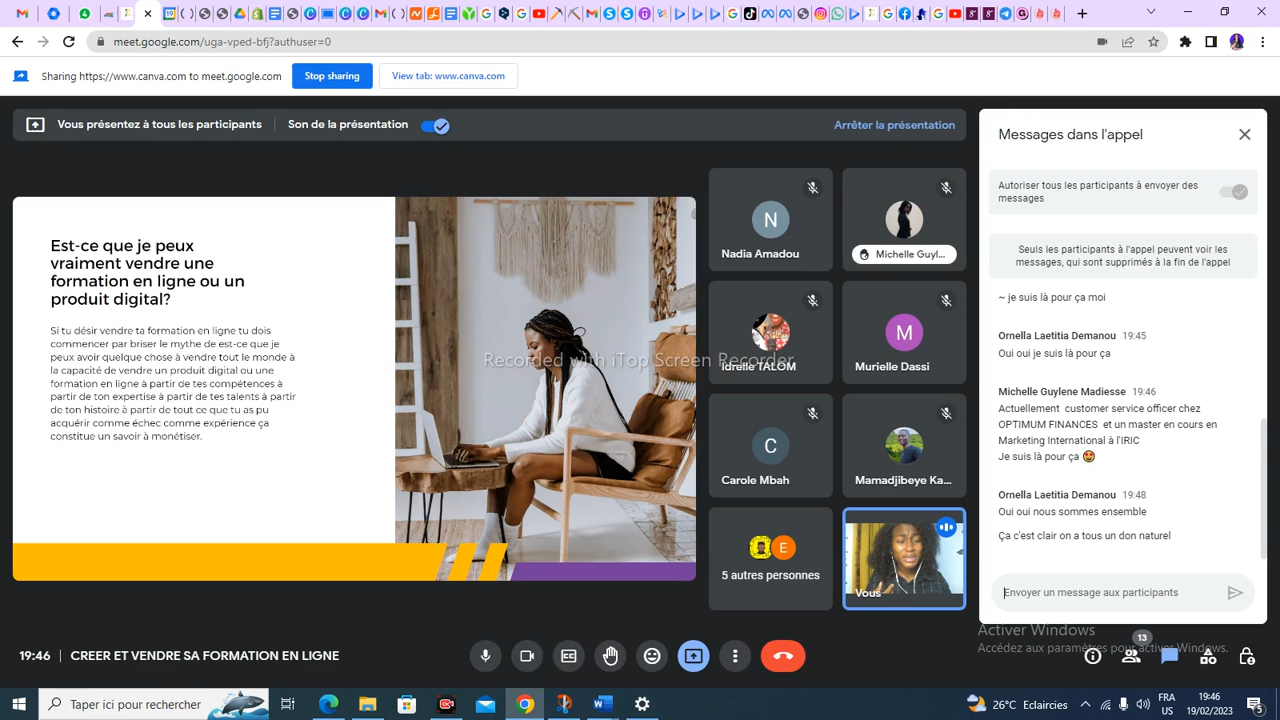 meet.google.com/uga-vped-bfj?authuser=0
Sharing https://www.canva.com to meet.google.com
Stop sharing
View tab: www.canva.com
Vous présentez à tous les participants
Son de la présentation
Arrêter la présentation
Est-ce que je peux
vraiment vendre une
formation en ligne ou un
produit digital?
Si tu désir vendre ta formation en ligne tu dois
commencer par briser le mythe de est-ce que je
peux avoir quelque chose à vendre tout le monde à
la capacité de vendre un produit digital ou une
formation en ligne à partir de tes compétences à
partir de ton expertise à partir de tes talents à partir
de ton histoire à partir de tout ce que tu as pu
acquérir comme échec comme expérience ça
constitue un savoir à monétiser.
Recorded with iTop Screen Recorder
N
Nadia Amadou
Michelle Guyl...
Idrelle TALOM
M
Murielle Dassi
C
Carole Mbah
Mamadjibeye Ka...
E
5 autres personnes
Vous
Messages dans l'appel
Autoriser tous les participants à envoyer des
messages
Seuls les participants à l'appel peuvent voir les
messages, qui sont supprimés à la fin de l'appel
~ je suis là pour ça moi
Ornella Laetitia Demanou 19:45
Oui oui je suis là pour ça
Michelle Guylene Madiesse 19:46
Actuellement customer service officer chez
OPTIMUM FINANCES et un master en cours en
Marketing International à l'IRIC
Je suis là pour ça 🤩
Ornella Laetitia Demanou 19:48
Oui oui nous sommes ensemble
Ça c'est clair on a tous un don naturel
Envoyer un message aux participants
Activer Windows
Accédez aux paramètres pour activer Windows.
13
19:46 | CREER ET VENDRE SA FORMATION EN LIGNE
Taper ici pour rechercher
26°C Eclaircies
FRA
US
19:46
19/02/2023
5